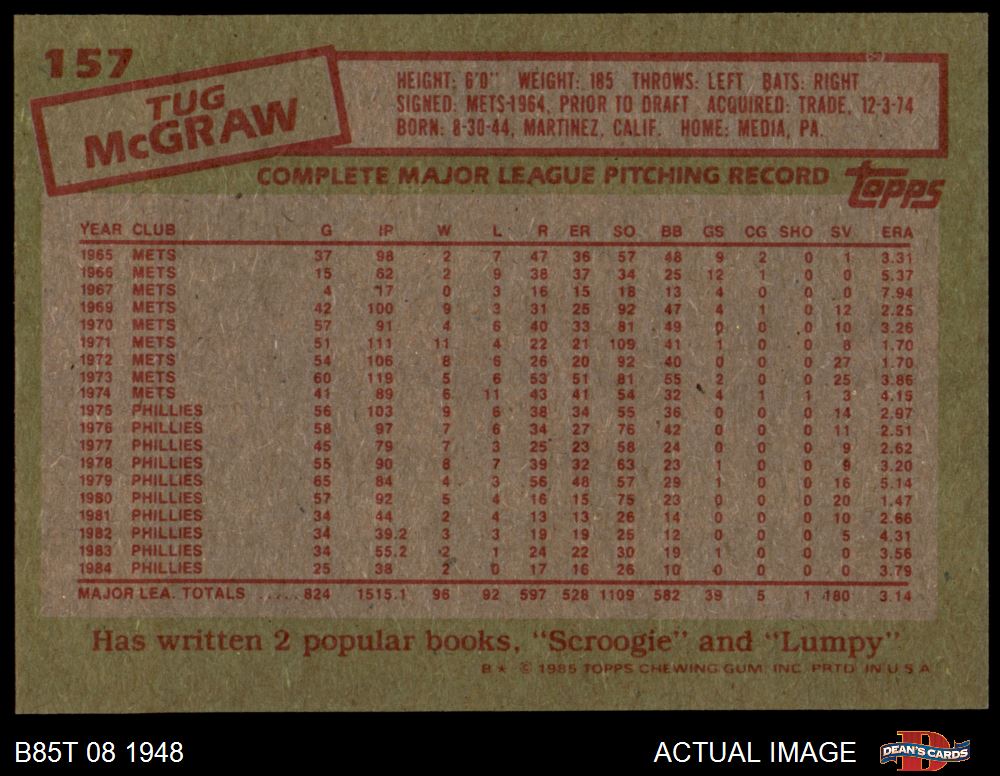 157
TUG
McGRAW
HEIGHT: 6'0" WEIGHT: 185 THROWS: LEFT BATS: RIGHT
SIGNED: METS-1964, PRIOR TO DRAFT ACQUIRED: TRADE, 12-3-74
BORN: 8-30-44, MARTINEZ, CALIF. HOME: MEDIA, PA.
COMPLETE MAJOR LEAGUE PITCHING RECORD topps
YEAR CLUB G IP W L R ER SO BB GS CG SHO SV ERA
1965 METS 37 98 2 7 47 36 57 48 9 2 0 1 3.31
1966 METS 15 62 2 9 38 37 34 25 12 1 0 0 5.37
1967 METS 4 17 0 3 16 15 18 13 4 0 0 0 7.94
1969 METS 42 100 9 3 31 25 92 47 4 1 0 12 2.25
1970 METS 57 91 4 6 40 33 81 49 0 0 0 10 3.26
1971 METS 51 111 11 4 22 21 109 41 1 0 0 8 1.70
1972 METS 54 106 8 6 26 20 92 40 0 0 0 27 1.70
1973 METS 60 119 5 6 53 51 81 55 2 0 0 25 3.86
1974 METS 41 89 6 11 43 41 54 32 4 1 1 3 4.15
1975 PHILLIES 56 103 9 6 38 34 55 36 0 0 0 14 2.97
1976 PHILLIES 58 97 7 6 34 27 76 42 0 0 0 11 2.51
1977 PHILLIES 45 79 7 3 25 23 58 24 0 0 0 9 2.62
1978 PHILLIES 55 90 8 7 39 32 63 23 1 0 0 9 3.20
1979 PHILLIES 65 84 4 3 56 48 57 29 1 0 0 16 5.14
1980 PHILLIES 57 92 5 4 16 15 75 23 0 0 0 20 1.47
1981 PHILLIES 34 44 2 4 13 13 26 14 0 0 0 10 2.66
1982 PHILLIES 34 39.2 3 3 19 19 25 12 0 0 0 5 4.31
1983 PHILLIES 34 55.2 2 1 24 22 30 19 1 0 0 0 3.56
1984 PHILLIES 25 38 2 0 17 16 26 10 0 0 0 0 3.79
MAJOR LEA. TOTALS ..... 824 1515.1 96 92 597 528 1109 582 39 5 1 180 3.14
Has written 2 popular books, "Scroogie" and "Lumpy"
B* © 1985 TOPPS CHEWING GUM, INC. PRTD. IN U.S.A.
B85T 08 1948 ACTUAL IMAGE DEAN'S CARDS